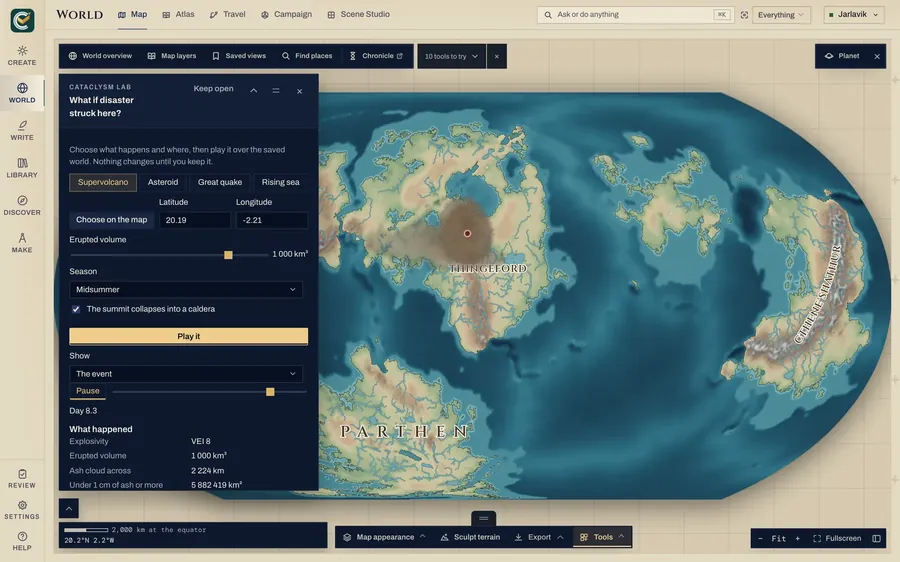 WORLD
Map
Atlas
Travel
Campaign
Scene Studio
Ask or do anything
⌘K
Everything
Jarlavik
CREATE
WORLD
WRITE
LIBRARY
DISCOVER
MAKE
REVIEW
SETTINGS
HELP
World overview
Map layers
Saved views
Find places
Chronicle
10 tools to try
Planet
CATACLYSM LAB
Keep open
What if disaster
struck here?
Choose what happens and where, then play it over the saved
world. Nothing changes until you keep it.
Supervolcano
Asteroid
Great quake
Rising sea
Latitude
Longitude
Choose on the map
20.19
-2.21
Erupted volume
1 000 km³
Season
Midsummer
The summit collapses into a caldera
Play it
Show
The event
Pause
Day 8.3
What happened
Explosivity VEI 8
Erupted volume 1 000 km³
Ash cloud across 2 224 km
Under 1 cm of ash or more 5 882 419 km²
THINGEFORD
PARTHEN
2,000 km at the equator
20.2°N 2.2°W
Map appearance
Sculpt terrain
Export
Tools
Fit
Fullscreen